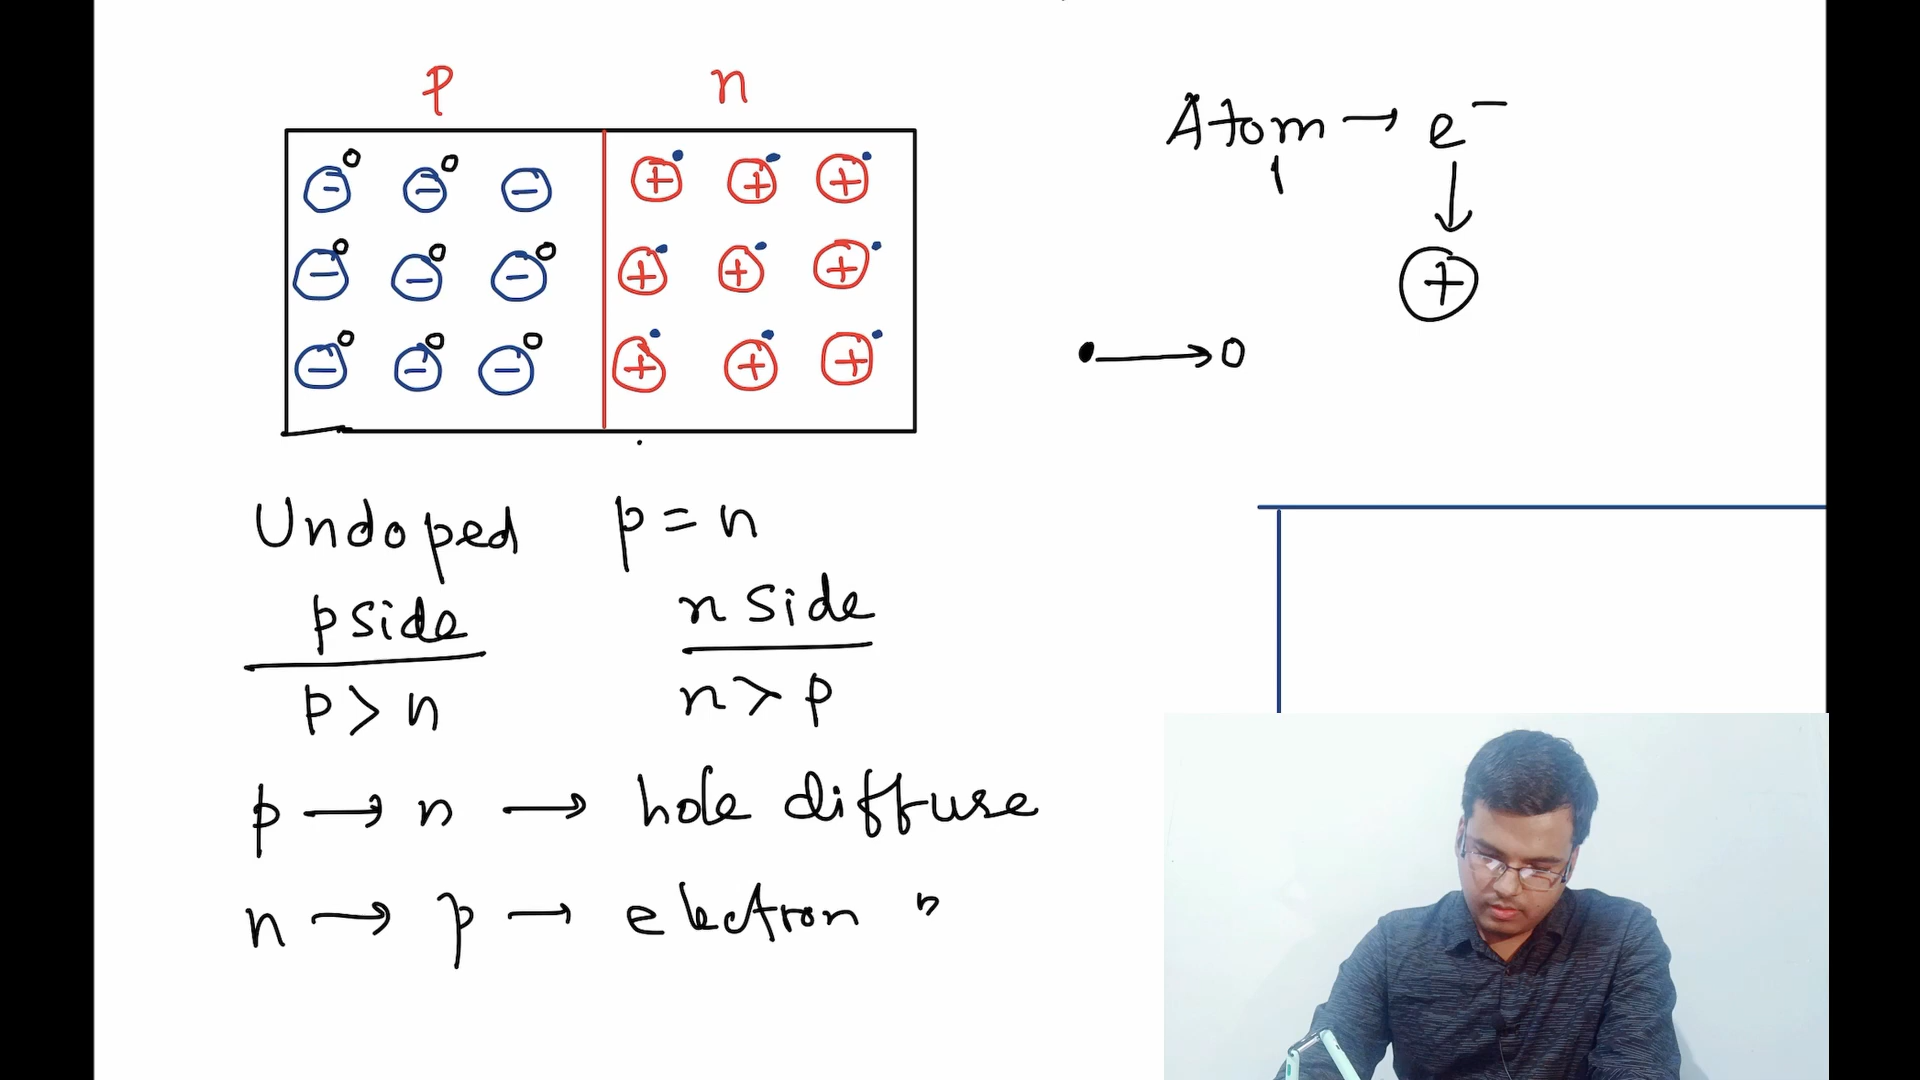 p n
Atom → e⁻
⊖ ⊖ ⊖ ⊕ ⊕ ⊕
⊖ ⊖ ⊖ ⊕ ⊕ ⊕
⊕
⊖ ⊖ ⊖ ⊕ ⊕ ⊕
Undoped p = n
p side n side
p > n n > p
p → n → hole diffuse
n → p → electron "